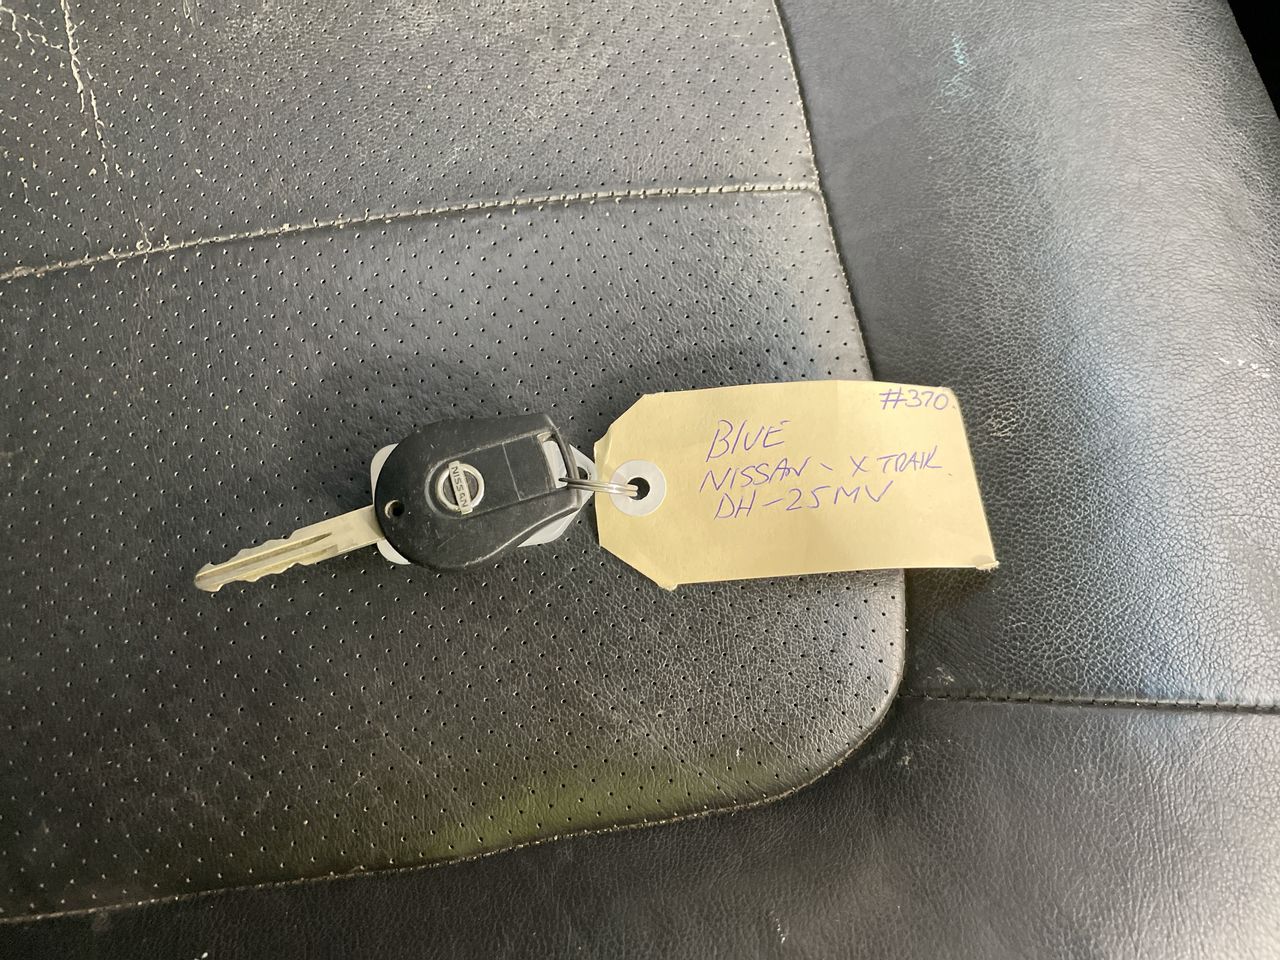 #370
BLUE
NISSAN - X TRAIL
DH-25MV
NISSAN